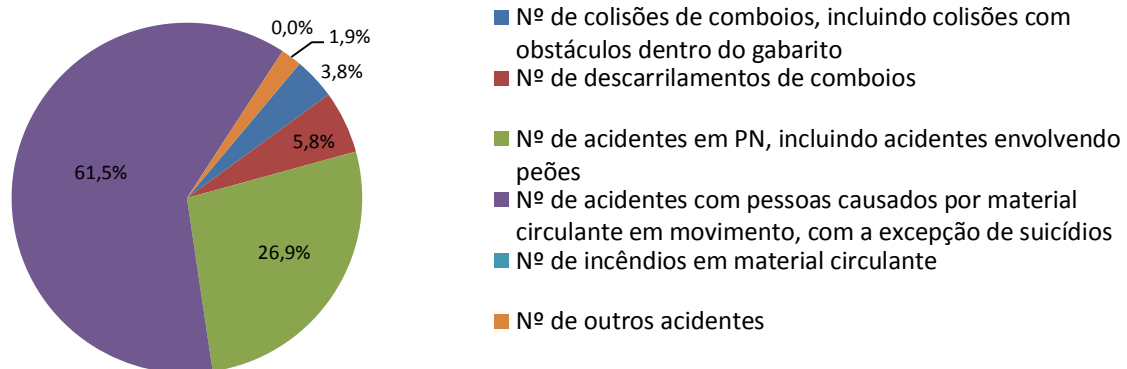 0,0%
1,9%
3,8%
5,8%
61,5%
26,9%
Nº de colisões de comboios, incluindo colisões com
obstáculos dentro do gabarito
Nº de descarrilamentos de comboios
Nº de acidentes em PN, incluindo acidentes envolvendo
peões
Nº de acidentes com pessoas causados por material
circulante em movimento, com a excepção de suicídios
Nº de incêndios em material circulante
Nº de outros acidentes